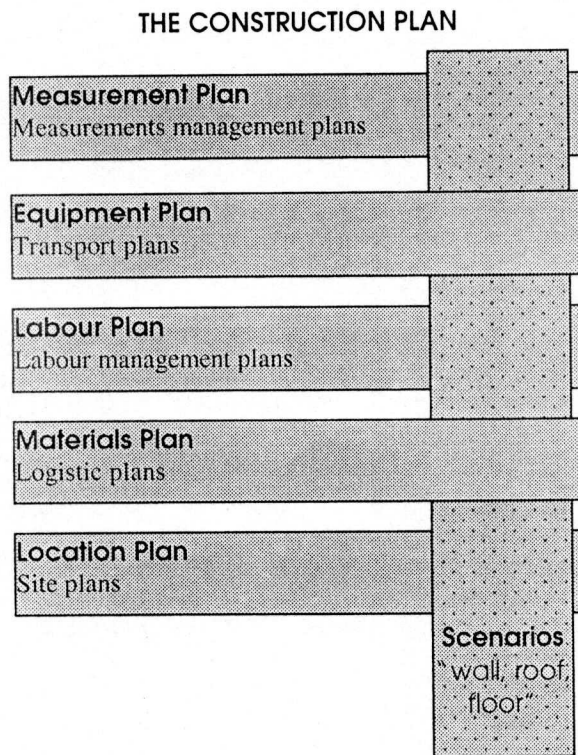 THE CONSTRUCTION PLAN
Measurement Plan
Measurements management plans
Equipment Plan
Transport plans
Labour Plan
Labour management plans
Materials Plan
Logistic plans
Location Plan
Site plans
Scenarios
"wall, roof,
floor"